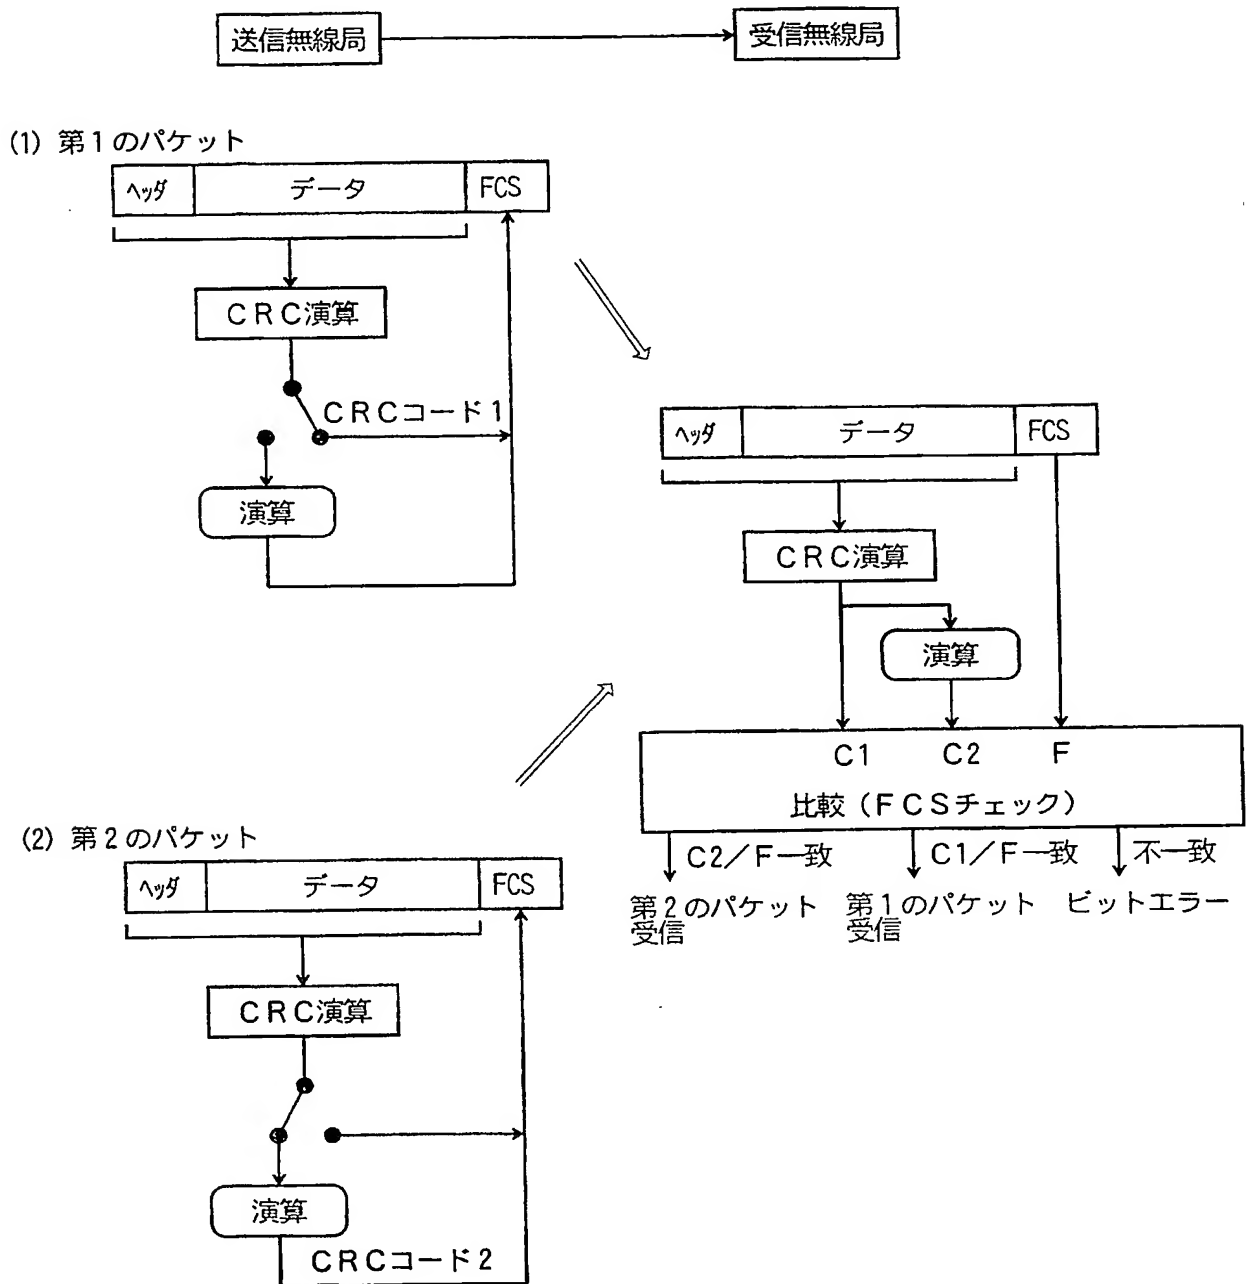 送信無線局
受信無線局
(1) 第1のパケット
ヘッダ データ FCS
CRC演算
CRCコード1
演算
ヘッダ データ FCS
CRC演算
演算
C1 C2 F
比較(FCSチェック)
C2/F一致 C1/F一致 不一致
第2のパケット受信
第1のパケット受信
ビットエラー
(2) 第2のパケット
ヘッダ データ FCS
CRC演算
演算
CRCコード2